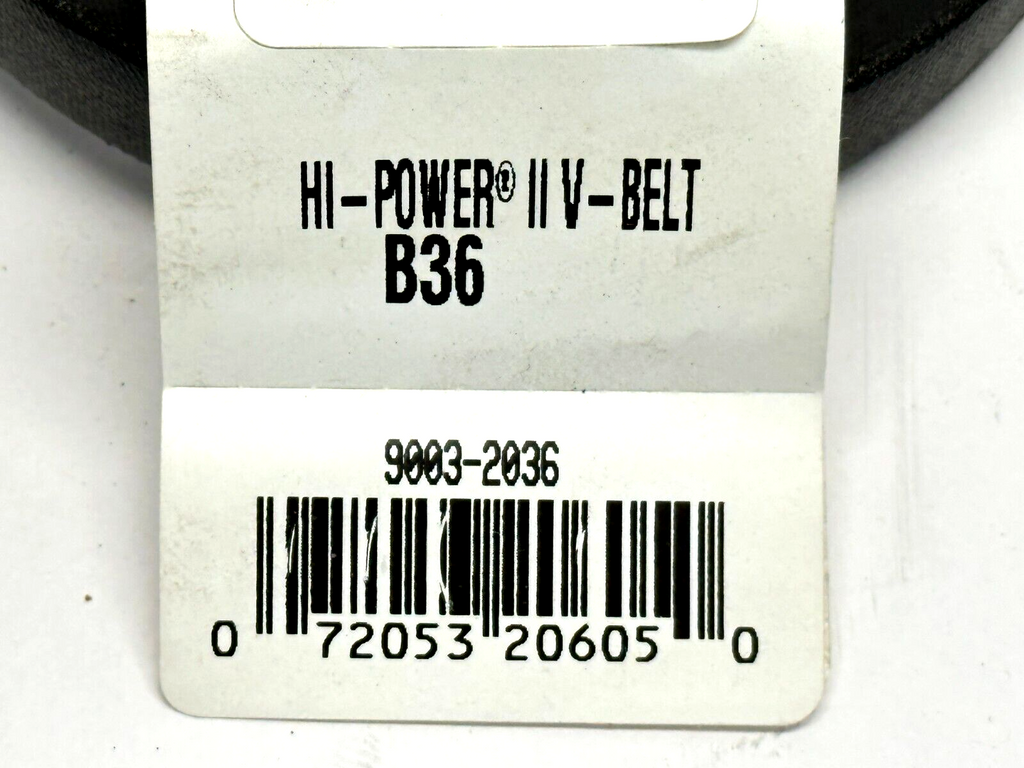 HI-POWER® II V-BELT
B36
9003-2036
0 72053 20605 0